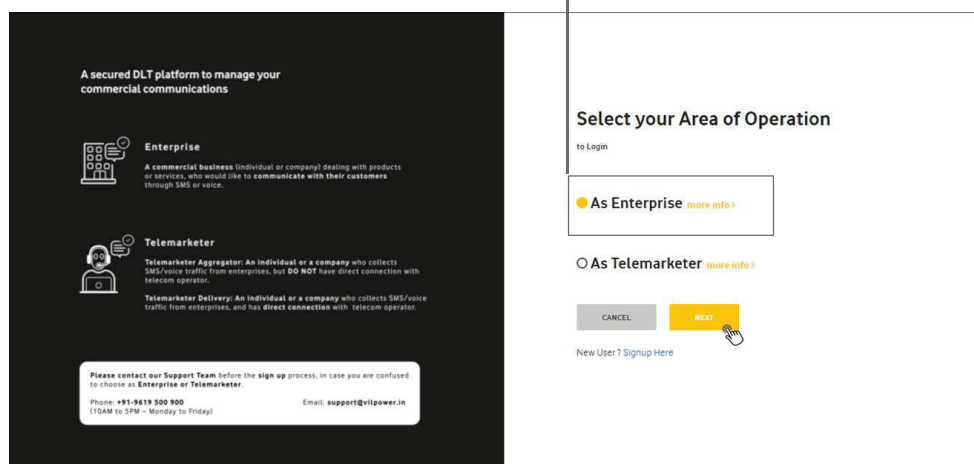 A secured DLT platform to manage your
commercial communications
Enterprise
A commercial business (individual or company) dealing with products
or services, who would like to communicate with their customers
through SMS or voice.
Telemarketer
Telemarketer Aggregator: An individual or a company who collects
SMS/voice traffic from enterprises, but DO NOT have direct connection with
telecom operator.
Telemarketer Delivery: An individual or a company who collects SMS/voice
traffic from enterprises, and has direct connection with telecom operator.
Please contact our Support Team before the sign up process, in case you are confused
to choose as Enterprise or Telemarketer.
Phone: +91-9619 500 900
(10AM to 5PM – Monday to Friday)
Email: support@vilpower.in
Select your Area of Operation
to Login
As Enterprise more info >
As Telemarketer more info >
CANCEL NEXT
New User ? Signup Here